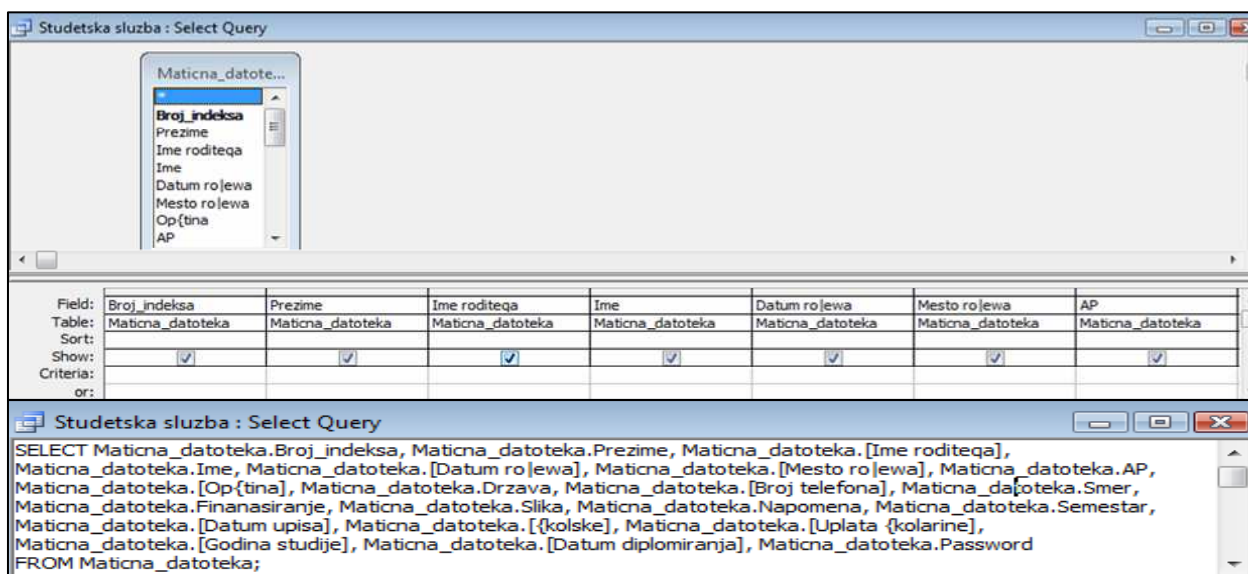 Studetska sluzba : Select Query
Maticna_datote...
*
Broj_indeksa
Prezime
Ime roditeqa
Ime
Datum ro|ewa
Mesto ro|ewa
Op{tina
AP
Field: Broj_indeksa Prezime Ime roditeqa Ime Datum ro|ewa Mesto ro|ewa AP
Table: Maticna_datoteka Maticna_datoteka Maticna_datoteka Maticna_datoteka Maticna_datoteka Maticna_datoteka Maticna_datoteka
Sort:
Show:
Criteria:
or:
Studetska sluzba : Select Query
SELECT Maticna_datoteka.Broj_indeksa, Maticna_datoteka.Prezime, Maticna_datoteka.[Ime roditeqa],
Maticna_datoteka.Ime, Maticna_datoteka.[Datum ro|ewa], Maticna_datoteka.[Mesto ro|ewa], Maticna_datoteka.AP,
Maticna_datoteka.[Op{tina], Maticna_datoteka.Drzava, Maticna_datoteka.[Broj telefona], Maticna_datoteka.Smer,
Maticna_datoteka.Finanasiranje, Maticna_datoteka.Slika, Maticna_datoteka.Napomena, Maticna_datoteka.Semestar,
Maticna_datoteka.[Datum upisa], Maticna_datoteka.[{kolske], Maticna_datoteka.[Uplata {kolarine],
Maticna_datoteka.[Godina studije], Maticna_datoteka.[Datum diplomiranja], Maticna_datoteka.Password
FROM Maticna_datoteka;